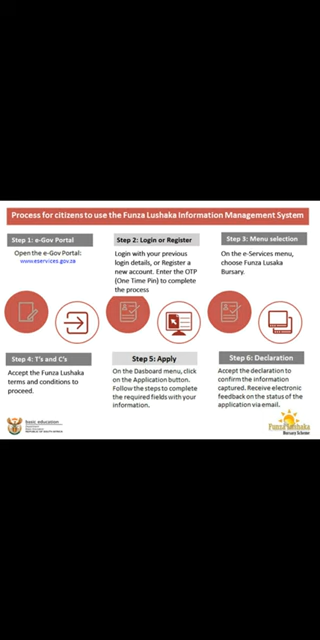 Process for citizens to use the Funza Lushaka Information Management System
Step 1: e-Gov Portal
Open the e-Gov Portal:
www.eservices.gov.za
Step 2: Login or Register
Login with your previous
login details, or Register a
new account. Enter the OTP
(One Time Pin) to complete
the process
Step 3: Menu selection
On the e-Services menu,
choose Funza Lusaka
Bursary.
Step 4: T's and C's
Accept the Funza Lushaka
terms and conditions to
proceed.
Step 5: Apply
On the Dasboard menu, click
on the Application button.
Follow the steps to complete
the required fields with your
information.
Step 6: Declaration
Accept the declaration to
confirm the information
captured. Receive electronic
feedback on the status of the
application via email.
basic education
REPUBLIC OF SOUTH AFRICA
Funza Lushaka
Bursary Scheme